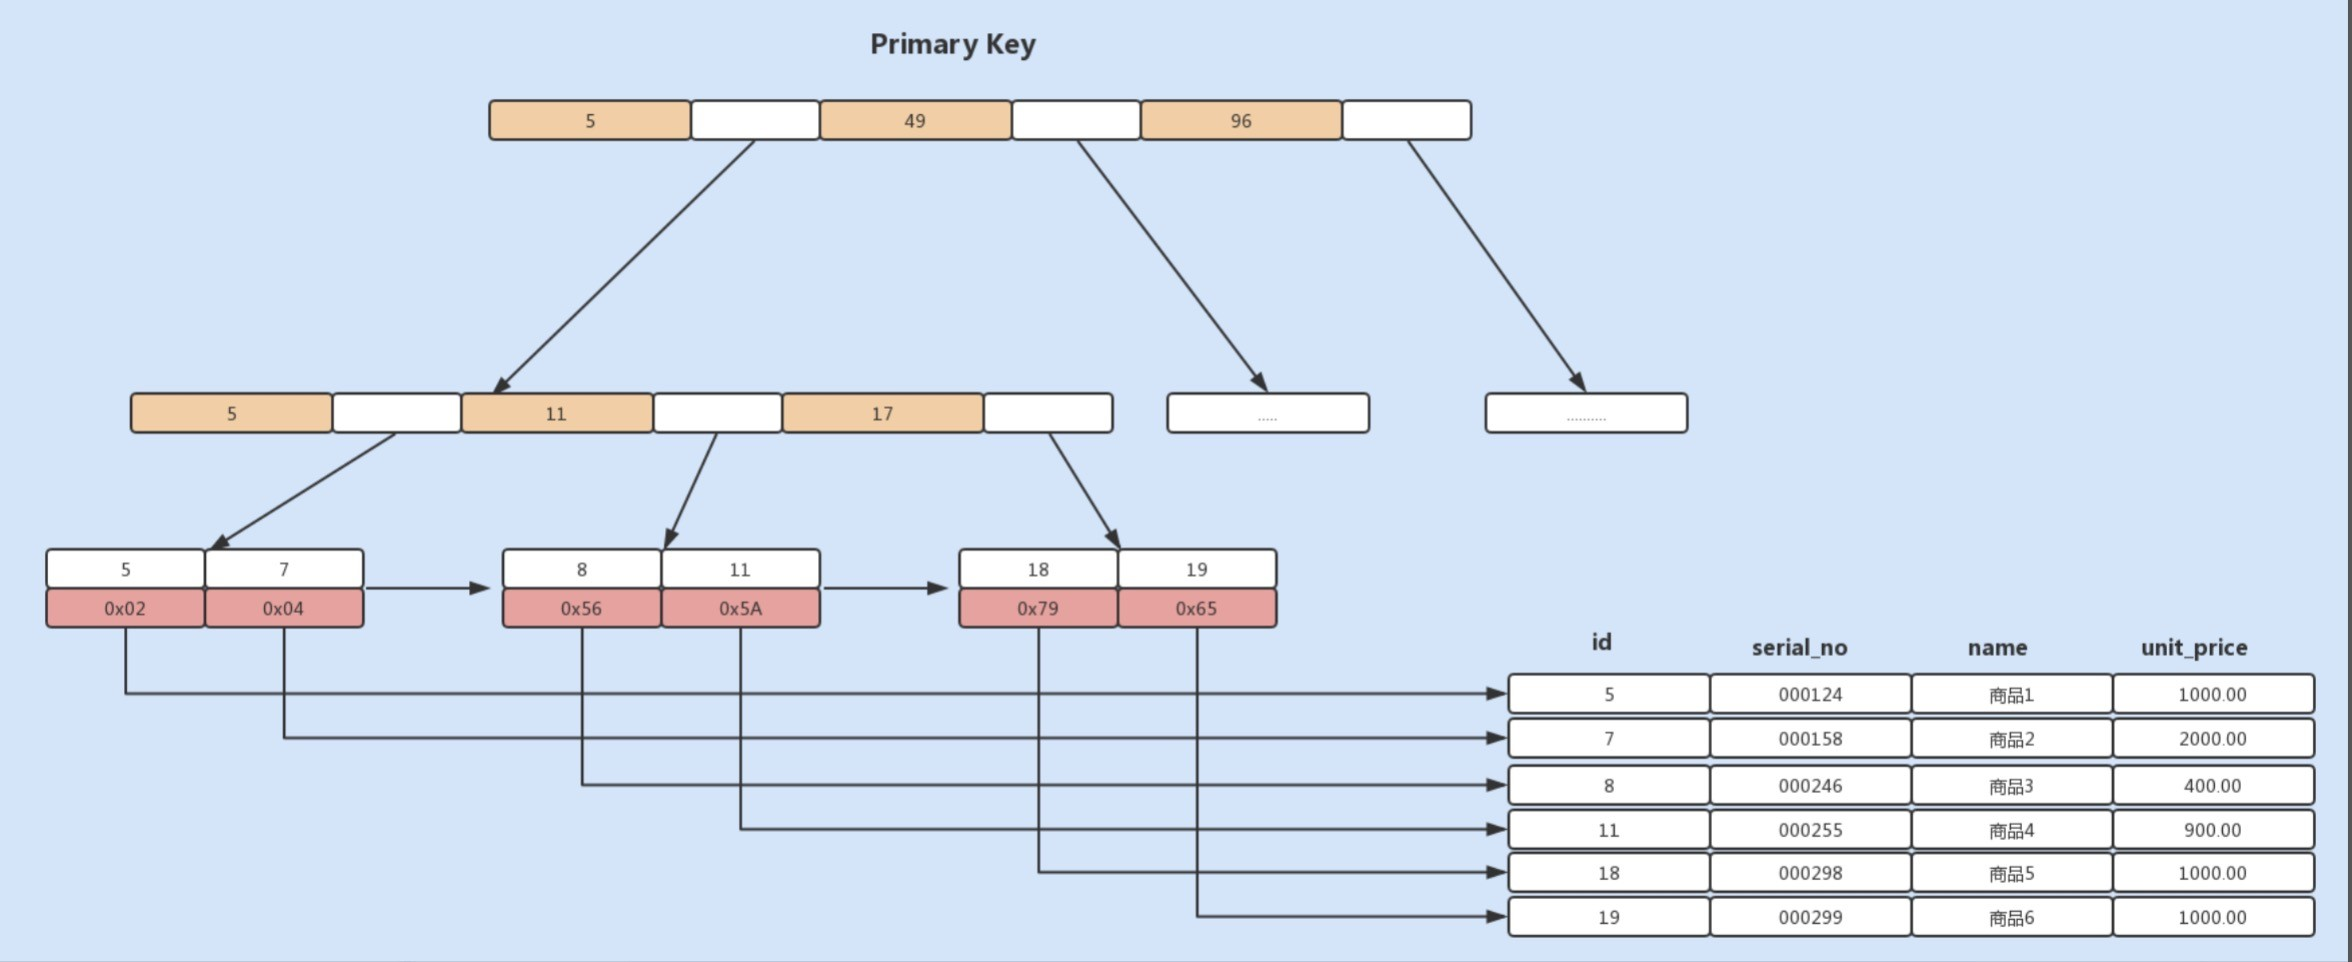 Primary Key
5 49 96
5 11 17 ..... ..........
5 7 8 11 18 19
0x02 0x04 0x56 0x5A 0x79 0x65
id serial_no name unit_price
5 000124 商品1 1000.00
7 000158 商品2 2000.00
8 000246 商品3 400.00
11 000255 商品4 900.00
18 000298 商品5 1000.00
19 000299 商品6 1000.00